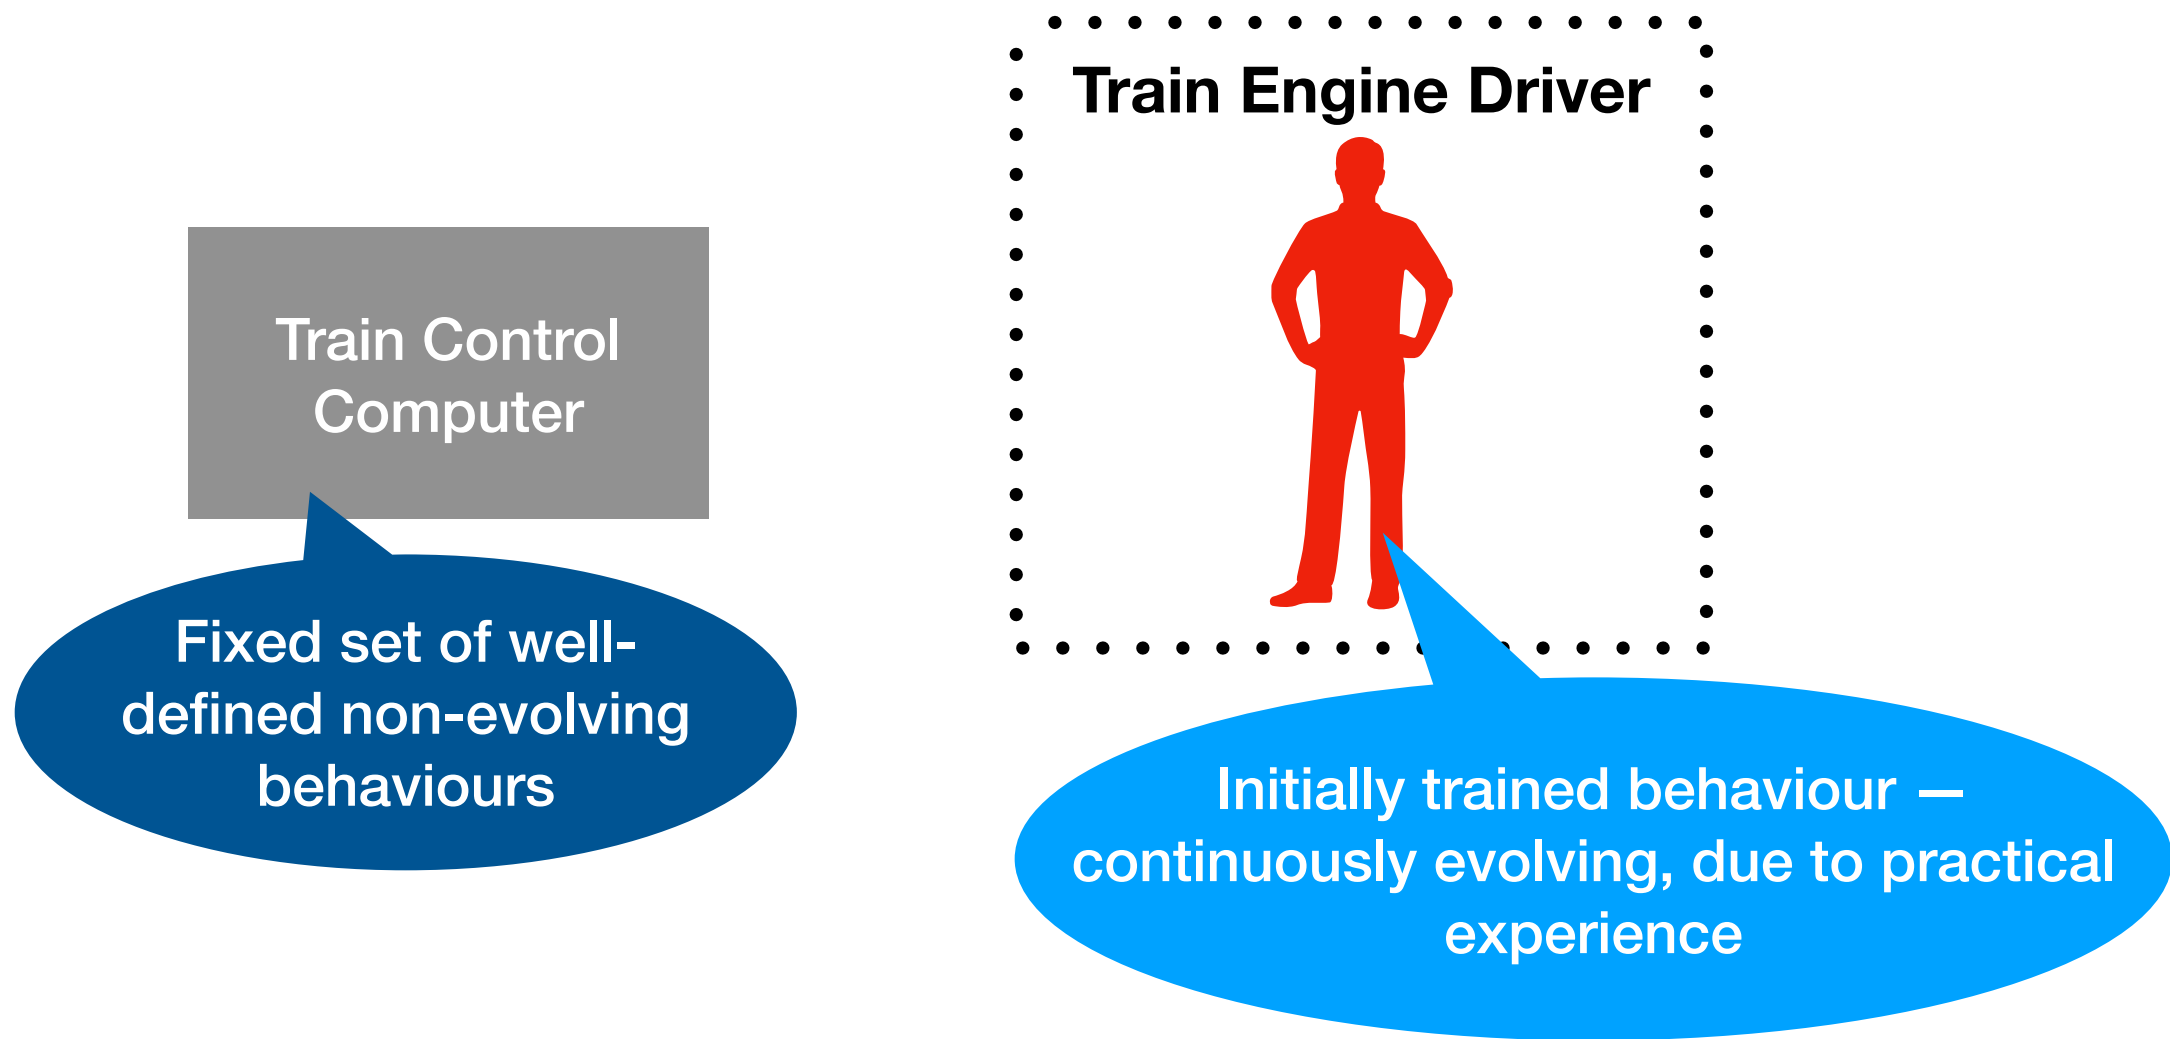 Train Engine Driver
Train Control
Computer
Fixed set of well-
defined non-evolving
behaviours
Initially trained behaviour —
continuously evolving, due to practical
experience